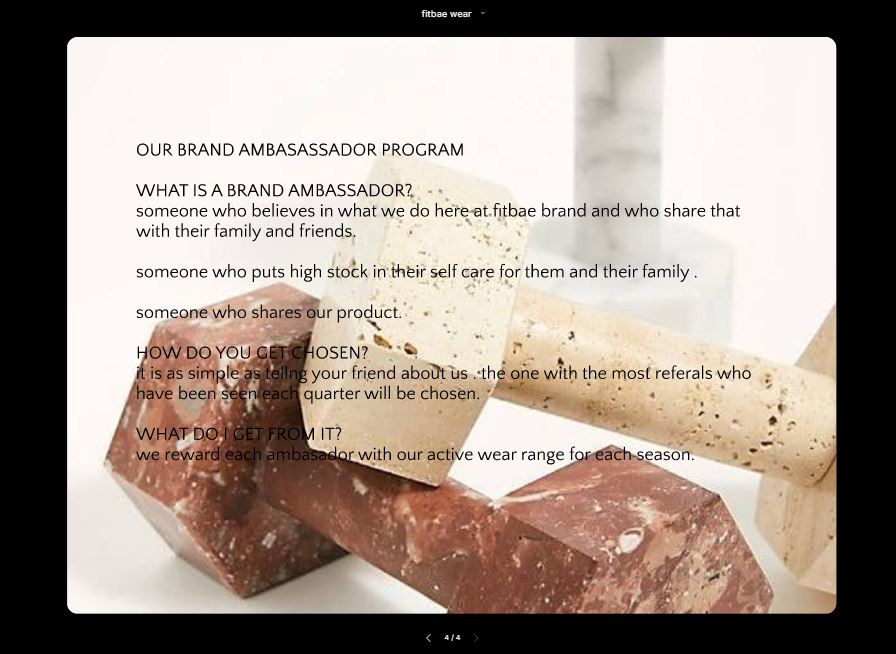 fitbae wear
OUR BRAND AMBASASSADOR PROGRAM
WHAT IS A BRAND AMBASSADOR?
someone who believes in what we do here at fitbae brand and who share that
with their family and friends.
someone who puts high stock in their self care for them and their family .
someone who shares our product.
HOW DO YOU GET CHOSEN?
it is as simple as tellng your friend about us . the one with the most referals who
have been seen each quarter will be chosen.
WHAT DO I GET FROM IT?
we reward each ambasador with our active wear range for each season.
4 / 4